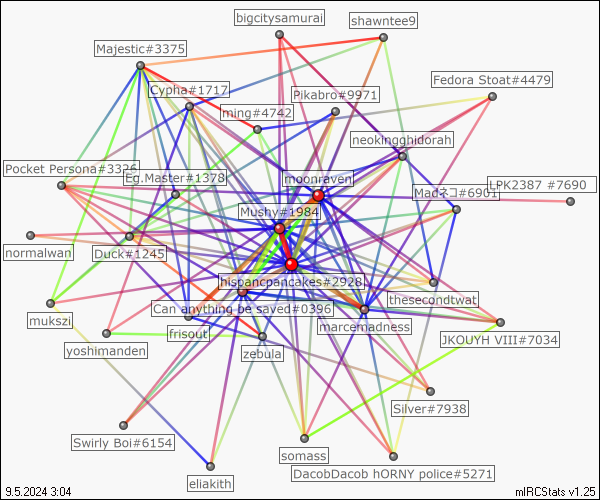 bigcitysamurai
shawntee9
Majestic#3375
Fedora Stoat#4479
Cypha#1717
Pikabro#9971
ming#4742
neokingghidorah
Pocket Persona#3326
Eg.Master#1378
moonraven
LPK2387 #7690
Madネコ#6901
Mushy#1984
normalwan
Duck#1245
hispancpancakes#2928
thesecondtwat
Can anything be saved#0396
mukszi
frisout
marcemadness
JKOUYH VIII#7034
yoshimanden
zebula
Silver#7938
Swirly Boi#6154
somass
DacobDacob hORNY police#5271
eliakith
9.5.2024 3:04
mIRCStats v1.25